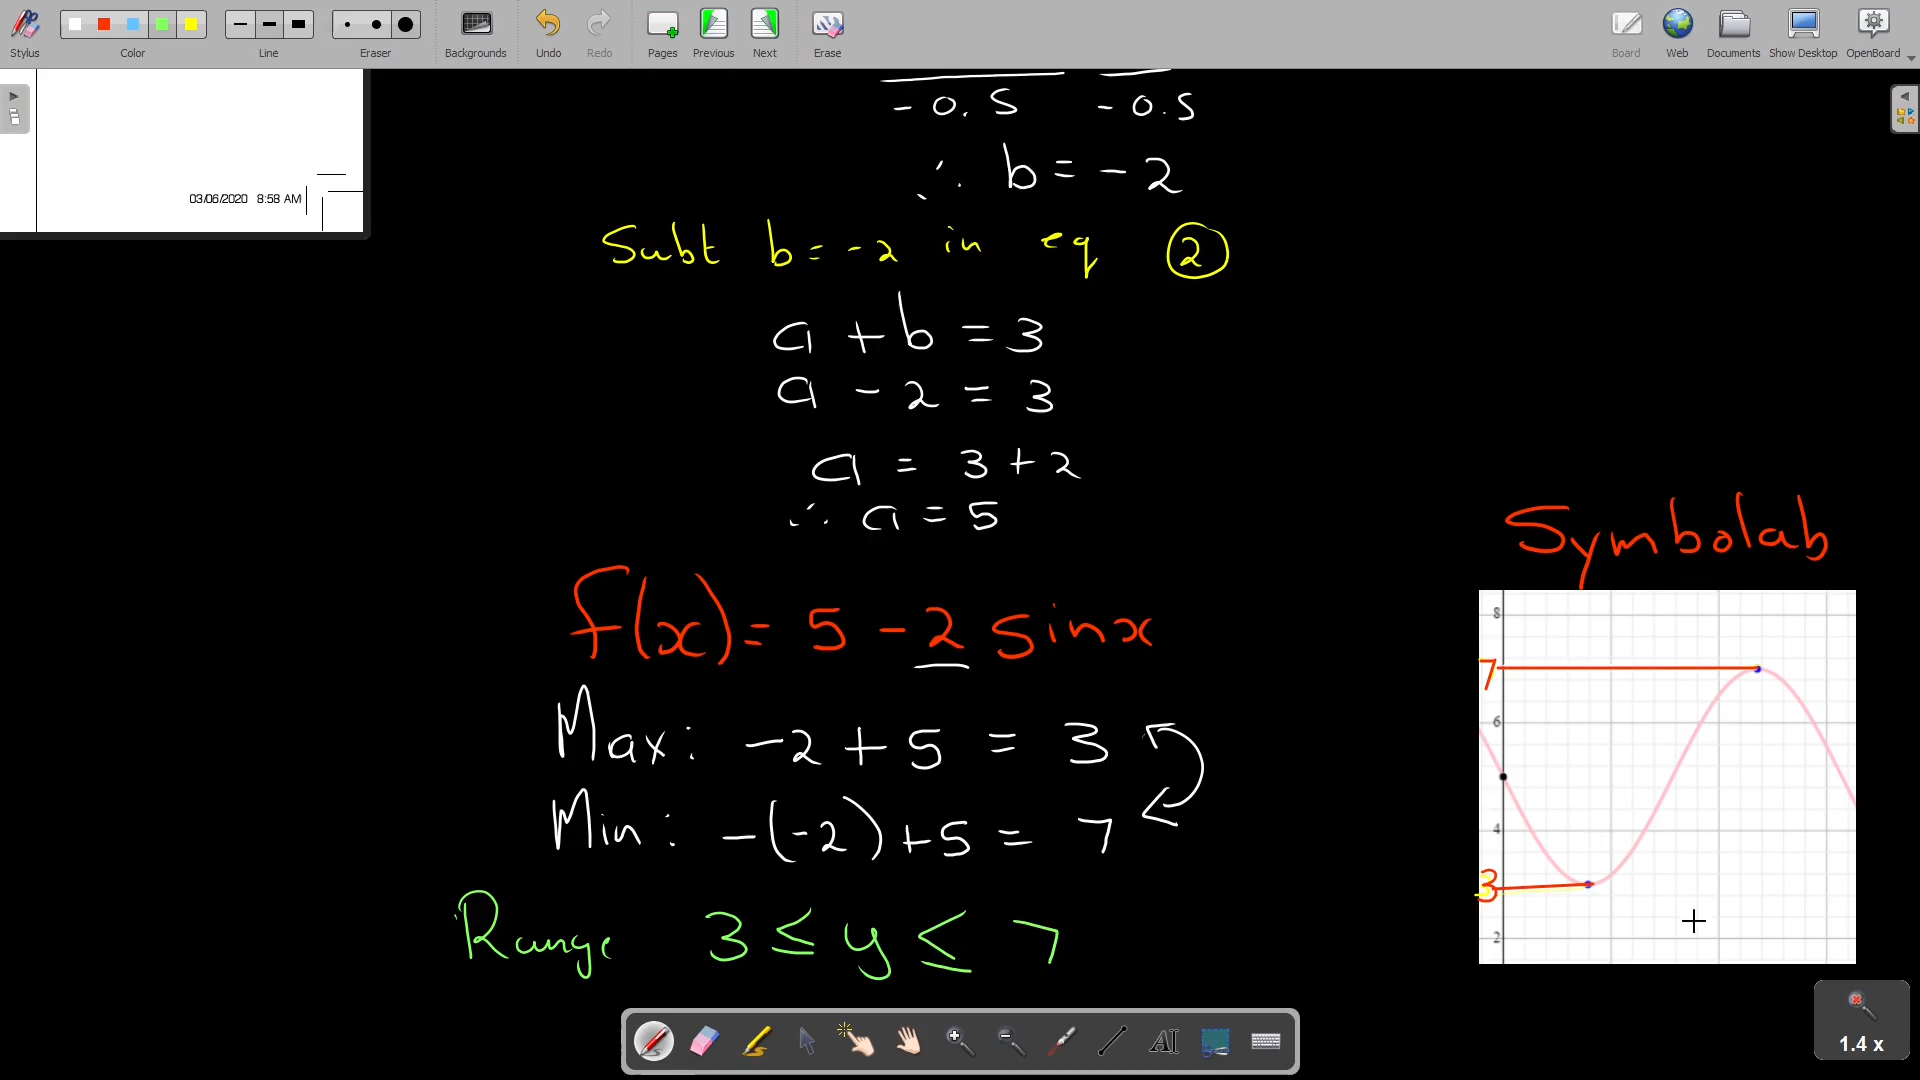 Stylus Color Line Eraser Backgrounds Undo Redo Pages Previous Next Erase Board Web Documents Show Desktop OpenBoard
- 0.5 - 0.5
∴ b = - 2
03/06/2020 8:58 AM
Subt b = -2 in eq ②
a + b = 3
a - 2 = 3
a = 3 + 2
∴ a = 5
f(x) = 5 - 2 sinx
Max: -2 + 5 = 3
Min: -(-2) + 5 = 7
Range 3 ≤ y ≤ 7
Symbolab
8
7
6
4
3
2
1.4 x